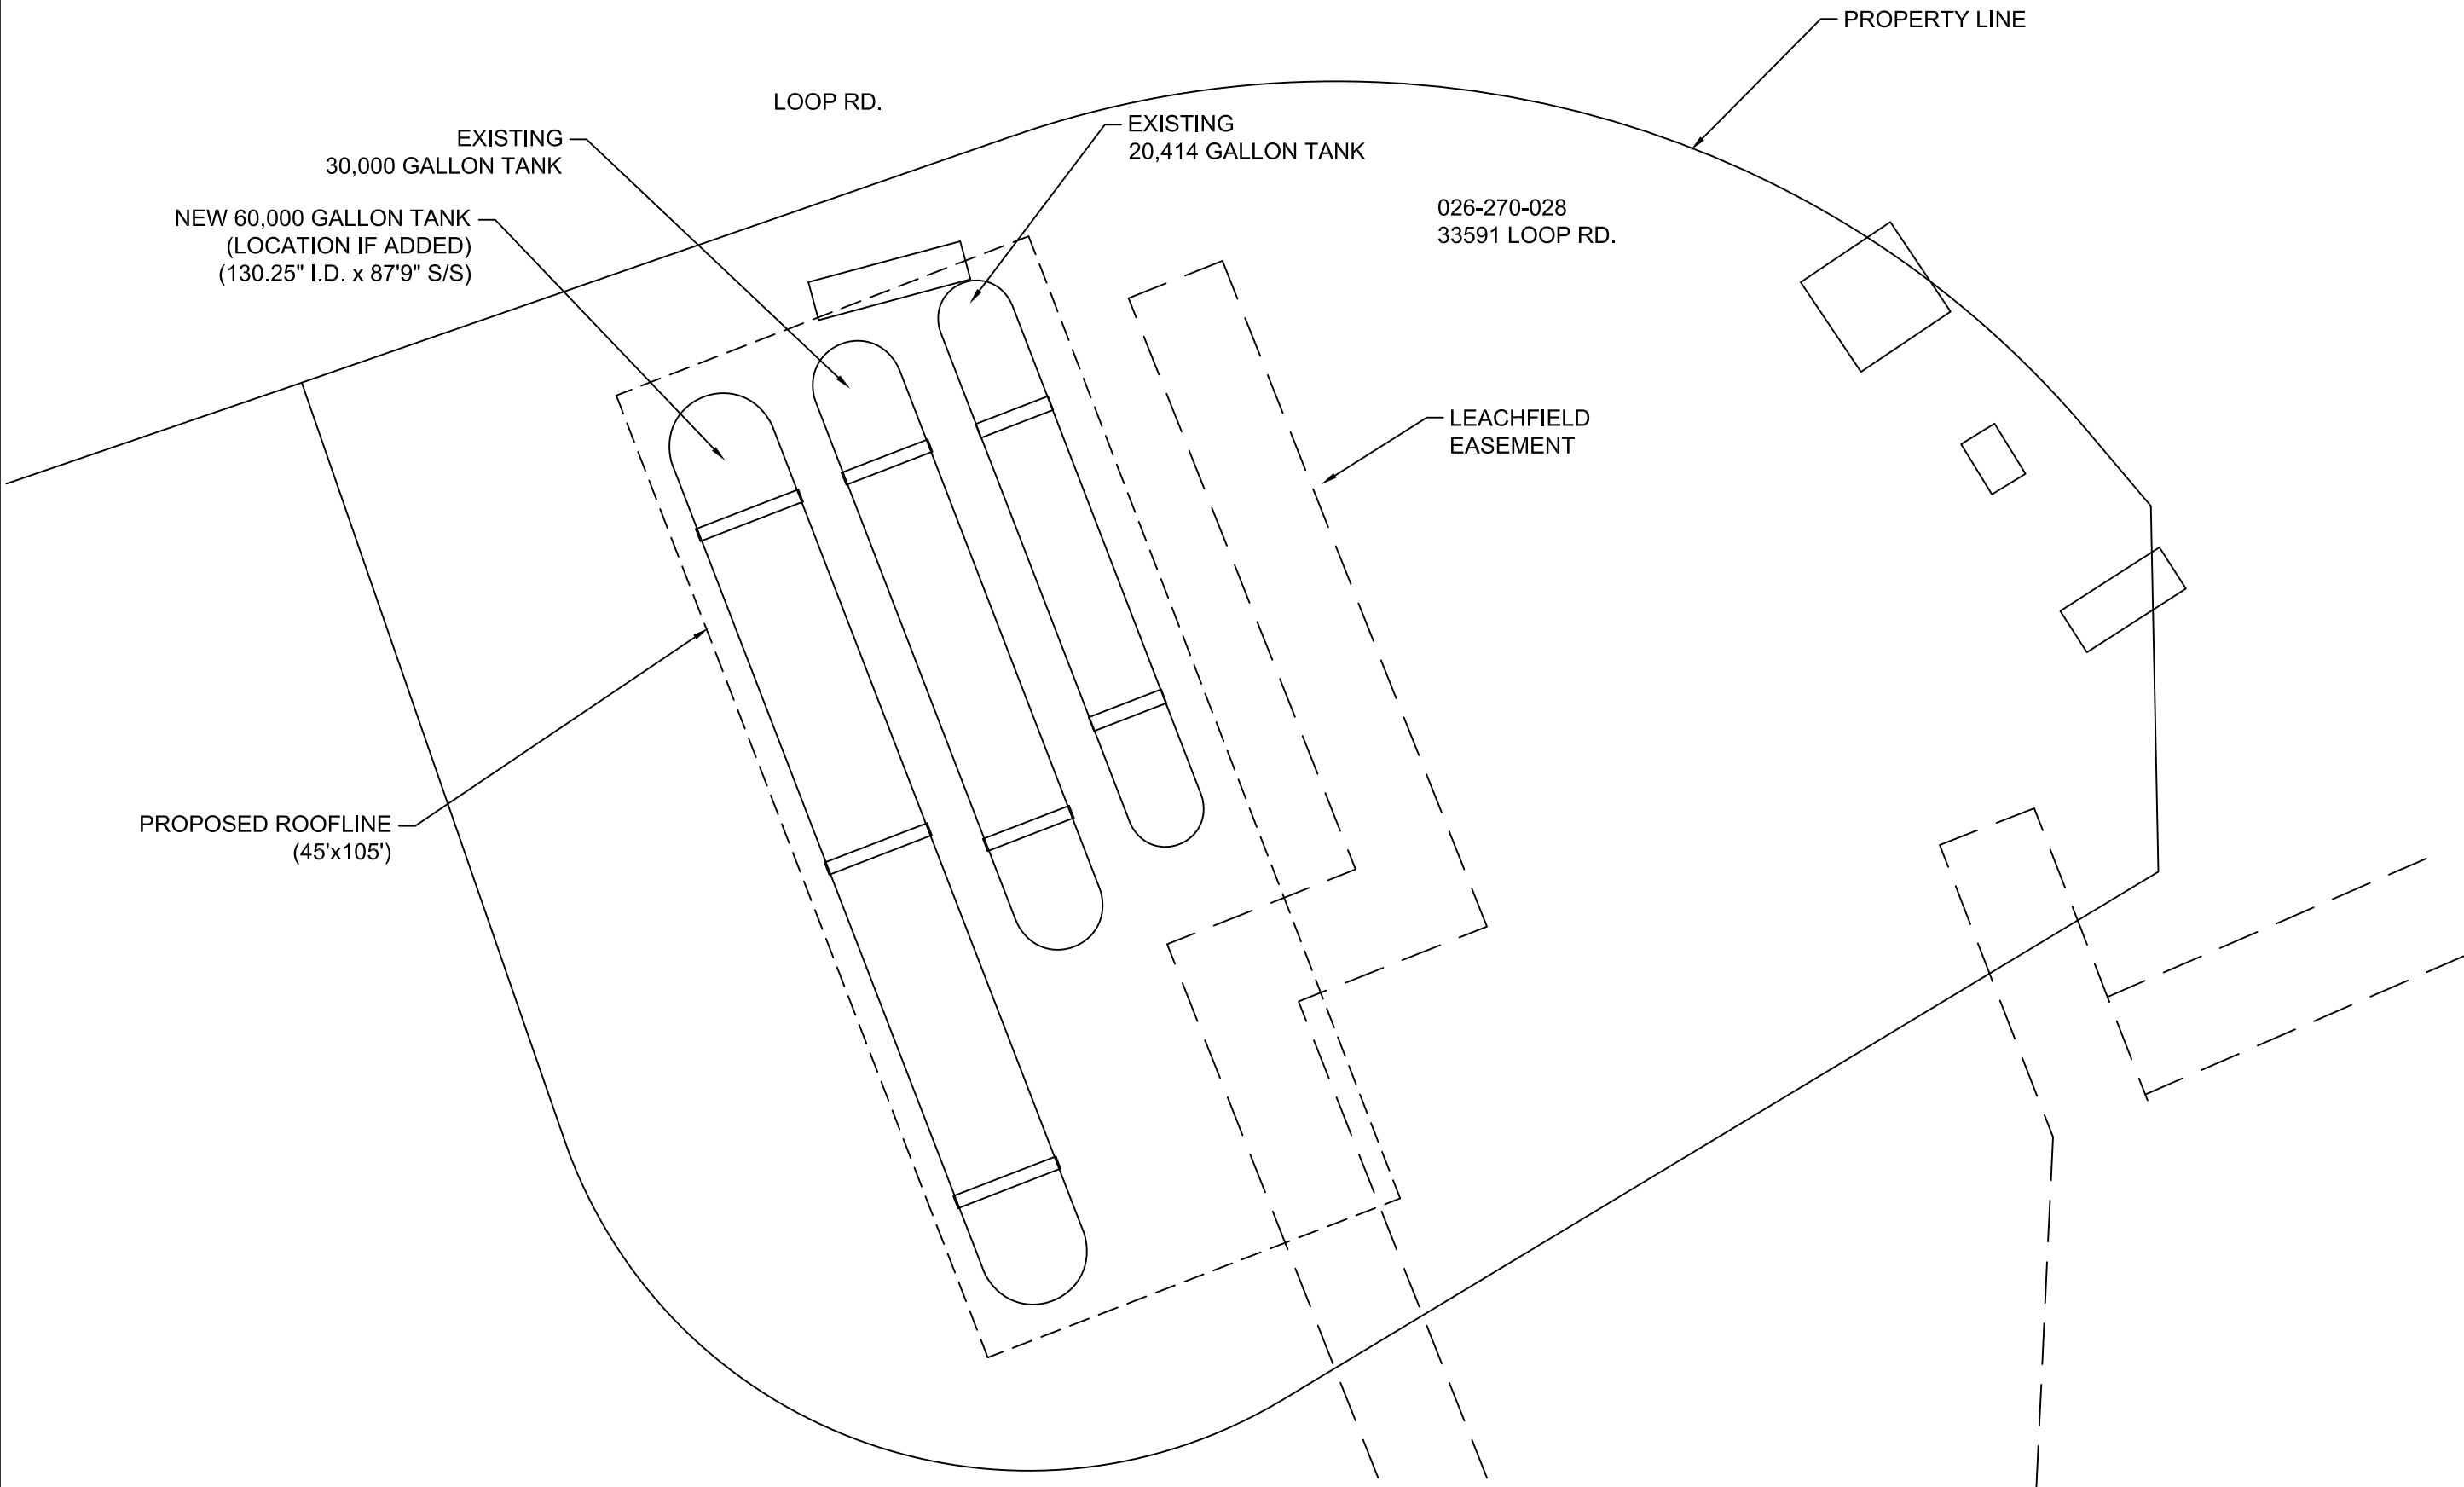 PROPERTY LINE
LOOP RD.
EXISTING
30,000 GALLON TANK
EXISTING
20,414 GALLON TANK
NEW 60,000 GALLON TANK
(LOCATION IF ADDED)
(130.25" I.D. x 87'9" S/S)
026-270-028
33591 LOOP RD.
LEACHFIELD
EASEMENT
PROPOSED ROOFLINE
(45'x105')